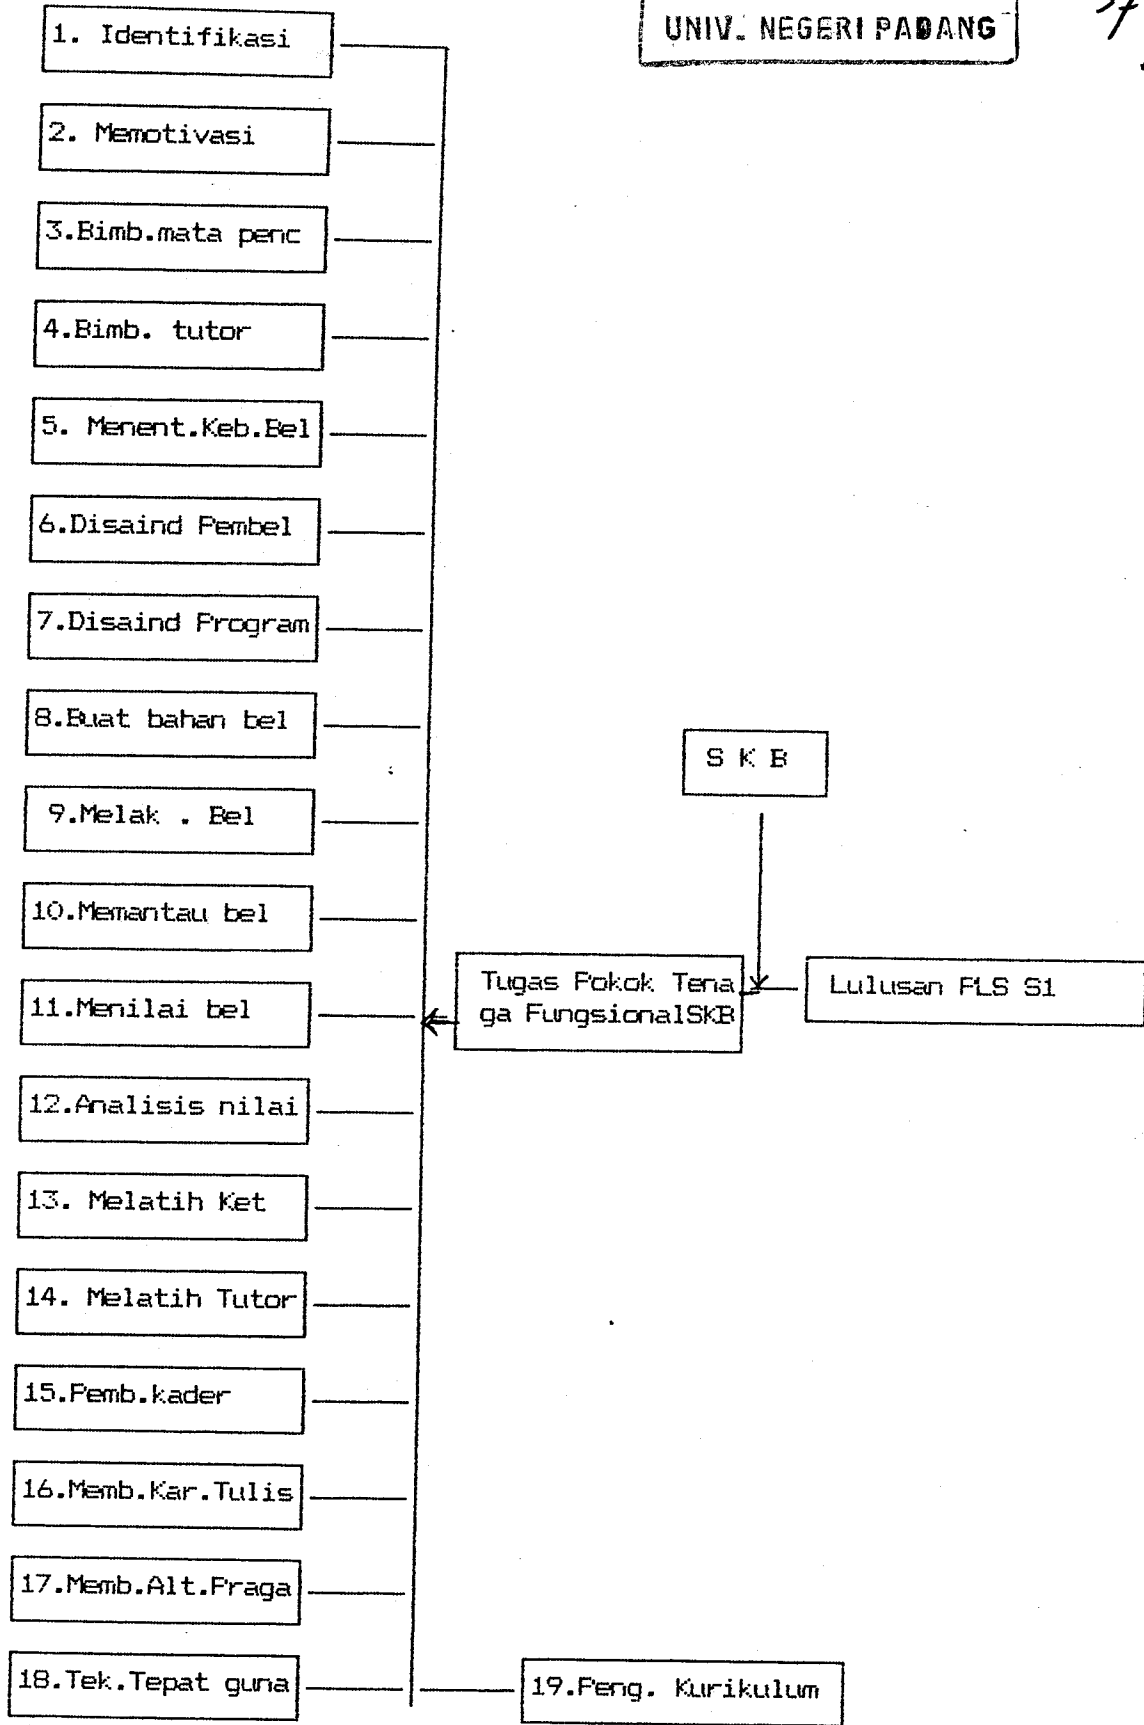 UNIV. NEGERI PADANG
1. Identifikasi
2. Memotivasi
3.Bimb.mata penc
4.Bimb. tutor
5. Menent.Keb.Bel
6.Disaind Pembel
7.Disaind Program
8.Buat bahan bel
9.Melak . Bel
10.Memantau bel
11.Menilai bel
12.Analisis nilai
13. Melatih Ket
14. Melatih Tutor
15.Pemb.kader
16.Memb.Kar.Tulis
17.Memb.Alt.Praga
18.Tek.Tepat guna
19.Peng. Kurikulum
S K B
Tugas Pokok Tena
ga FungsionalSKB
Lulusan PLS S1